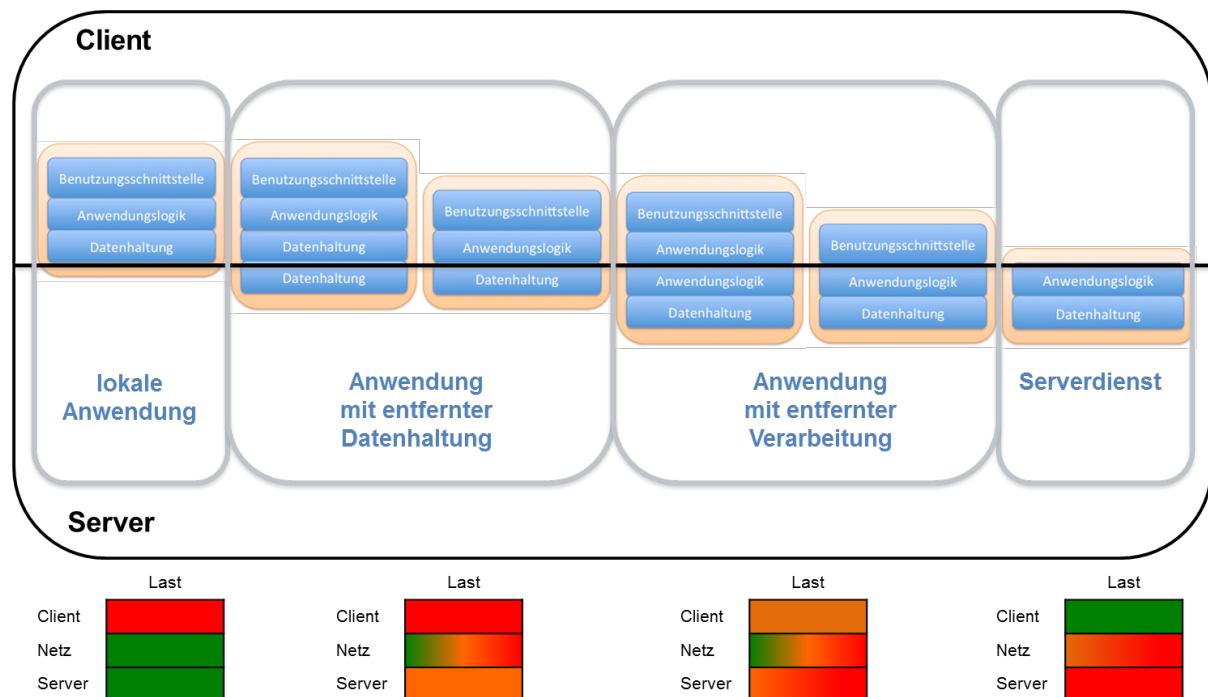 Client
Benutzungsschnittstelle
Anwendungslogik
Datenhaltung
Benutzungsschnittstelle
Anwendungslogik
Datenhaltung
Datenhaltung
Benutzungsschnittstelle
Anwendungslogik
Datenhaltung
Benutzungsschnittstelle
Anwendungslogik
Anwendungslogik
Datenhaltung
Benutzungsschnittstelle
Anwendungslogik
Datenhaltung
Anwendungslogik
Datenhaltung
lokale
Anwendung
Anwendung
mit entfernter
Datenhaltung
Anwendung
mit entfernter
Verarbeitung
Serverdienst
Server
Last
Client
Netz
Server
Last
Client
Netz
Server
Last
Client
Netz
Server
Last
Client
Netz
Server